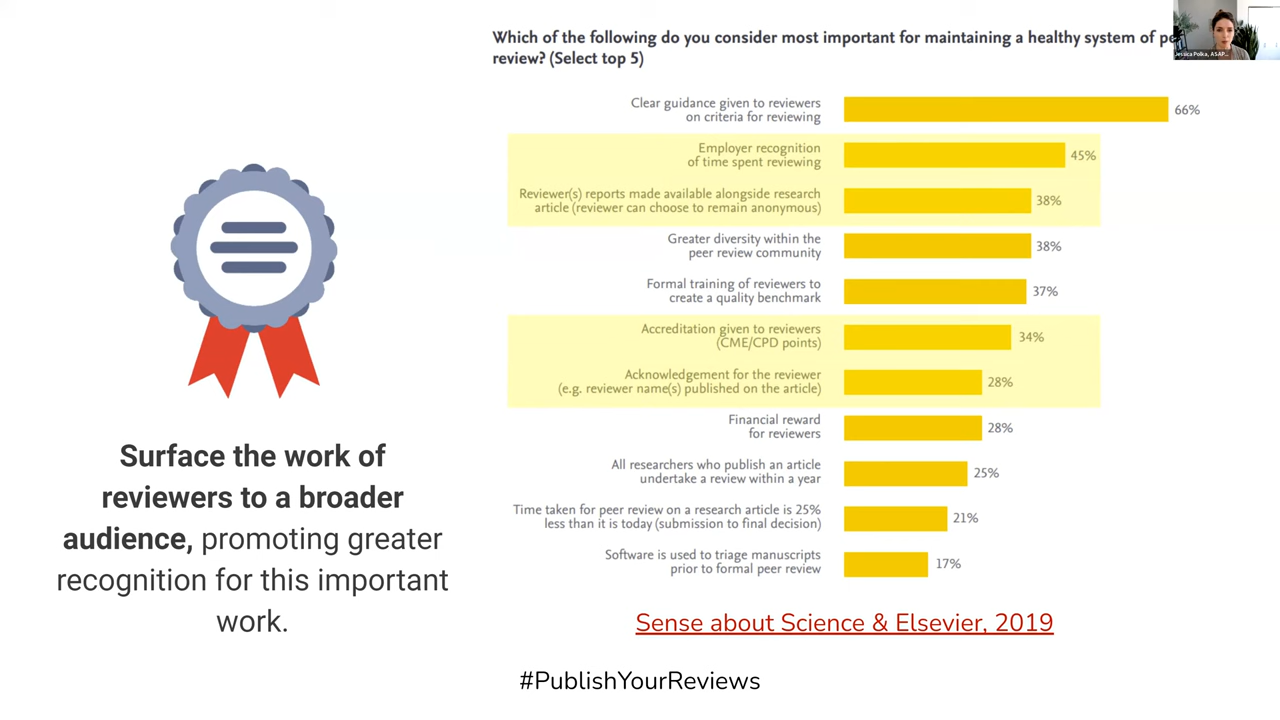 Which of the following do you consider most important for maintaining a healthy system of
review? (Select top 5)
Jessica Polka, ASAP...
Clear guidance given to reviewers
on criteria for reviewing
66%
Employer recognition
of time spent reviewing
45%
Reviewer(s) reports made available alongside research
article (reviewer can choose to remain anonymous)
38%
Greater diversity within the
peer review community
38%
Formal training of reviewers to
create a quality benchmark
37%
Accreditation given to reviewers
(CME/CPD points)
34%
Acknowledgement for the reviewer
(e.g. reviewer name(s) published on the article)
28%
Financial reward
for reviewers
28%
All researchers who publish an article
undertake a review within a year
25%
Time taken for peer review on a research article is 25%
less than it is today (submission to final decision)
21%
Software is used to triage manuscripts
prior to formal peer review
17%
Surface the work of
reviewers to a broader
audience, promoting greater
recognition for this important
work.
Sense about Science & Elsevier, 2019
#PublishYourReviews